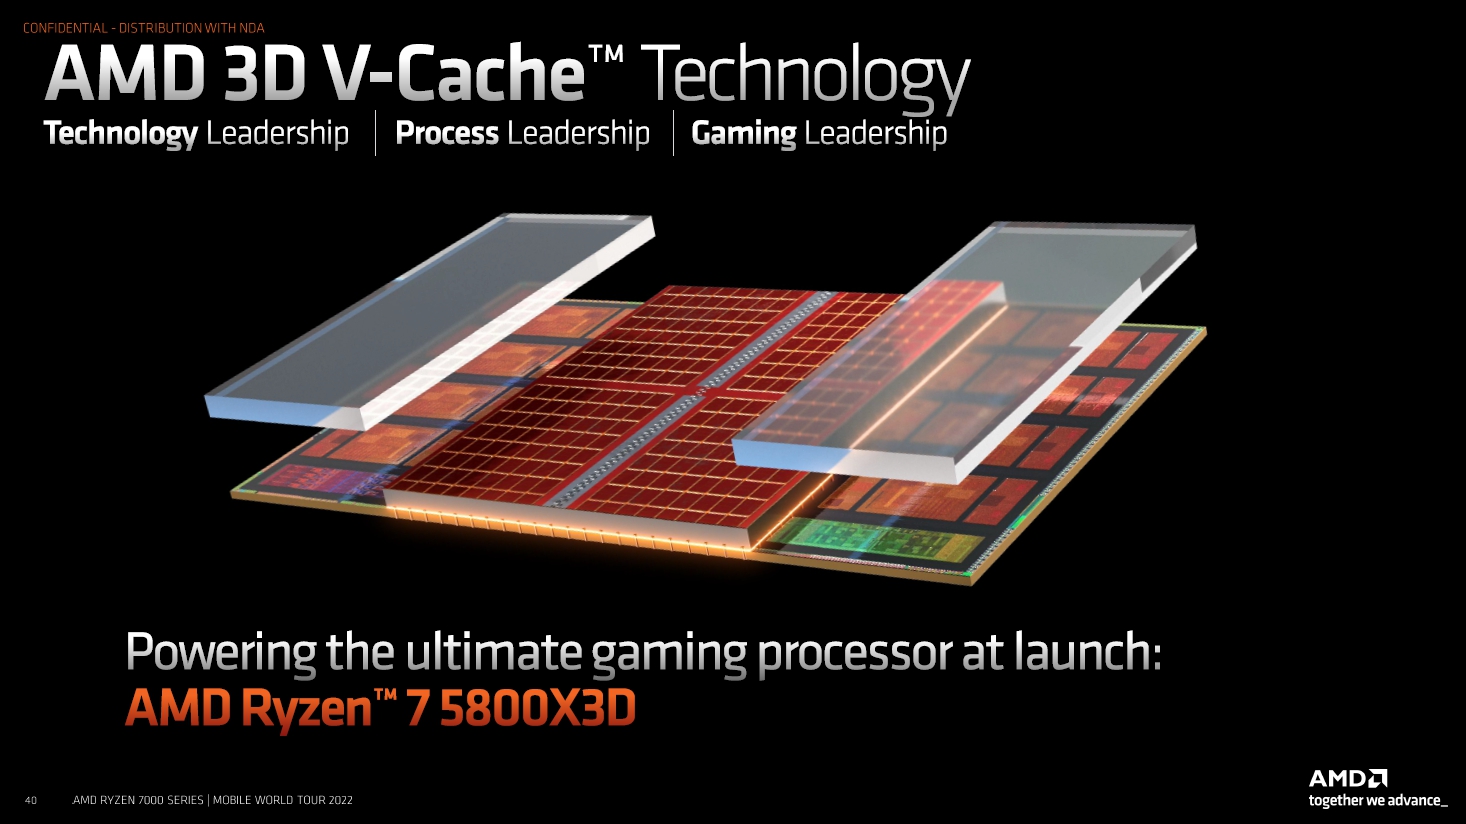 CONFIDENTIAL - DISTRIBUTION WITH NDA
AMD 3D V-Cache™ Technology
Technology Leadership | Process Leadership | Gaming Leadership
Powering the ultimate gaming processor at launch:
AMD Ryzen™ 7 5800X3D
40 AMD RYZEN 7000 SERIES | MOBILE WORLD TOUR 2022
AMD
together we advance_